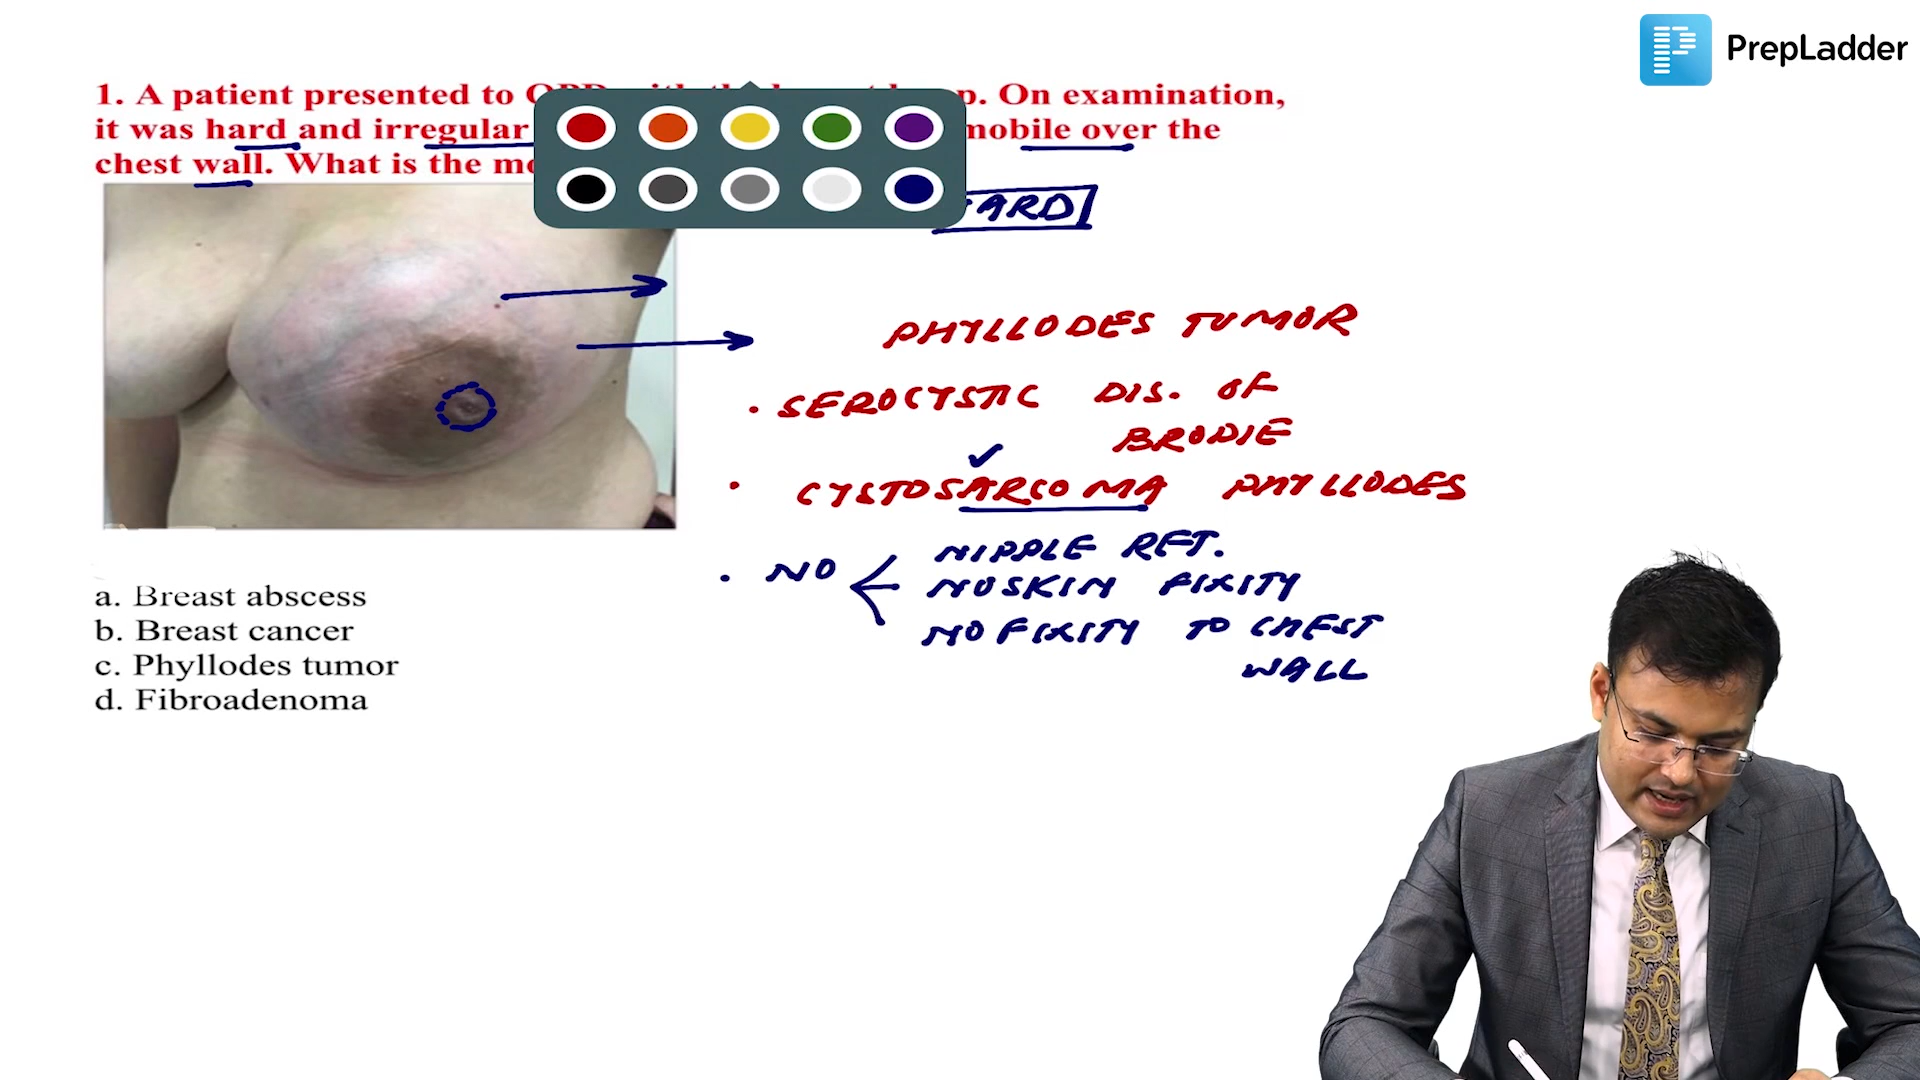 PrepLadder
1. A patient presented to p. On examination,
it was hard and irregular mobile over the
chest wall. What is the
ARD
PHYLLODES TUMOR
. SEROCYSTIC DIS. OF
BRODIE
. CYSTOSARCOMA PHYLLODES
. NO NIPPLE RET.
NO SKIN FIXITY
NO FIXITY TO CHEST
WALL
a. Breast abscess
b. Breast cancer
c. Phyllodes tumor
d. Fibroadenoma